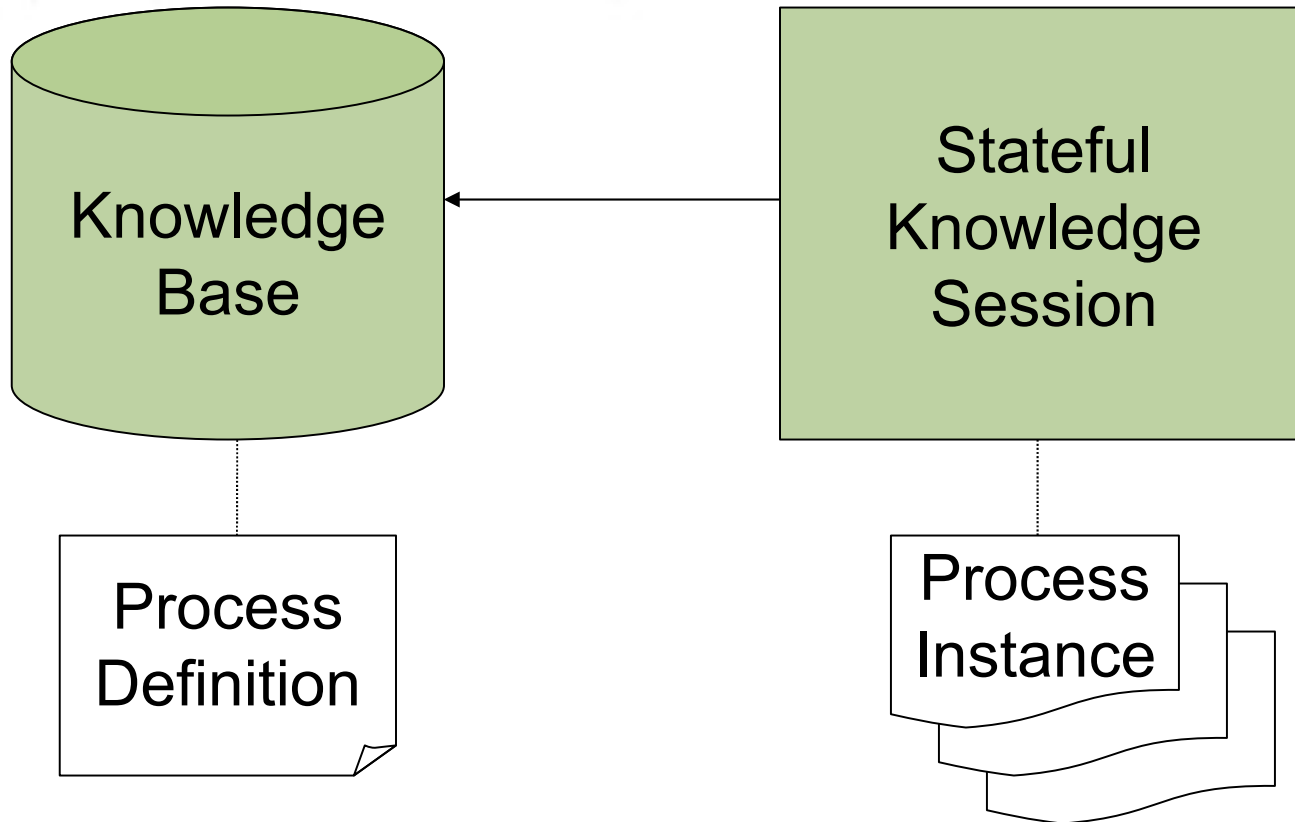 Knowledge
Base
Stateful
Knowledge
Session
Process
Definition
Process
Instance